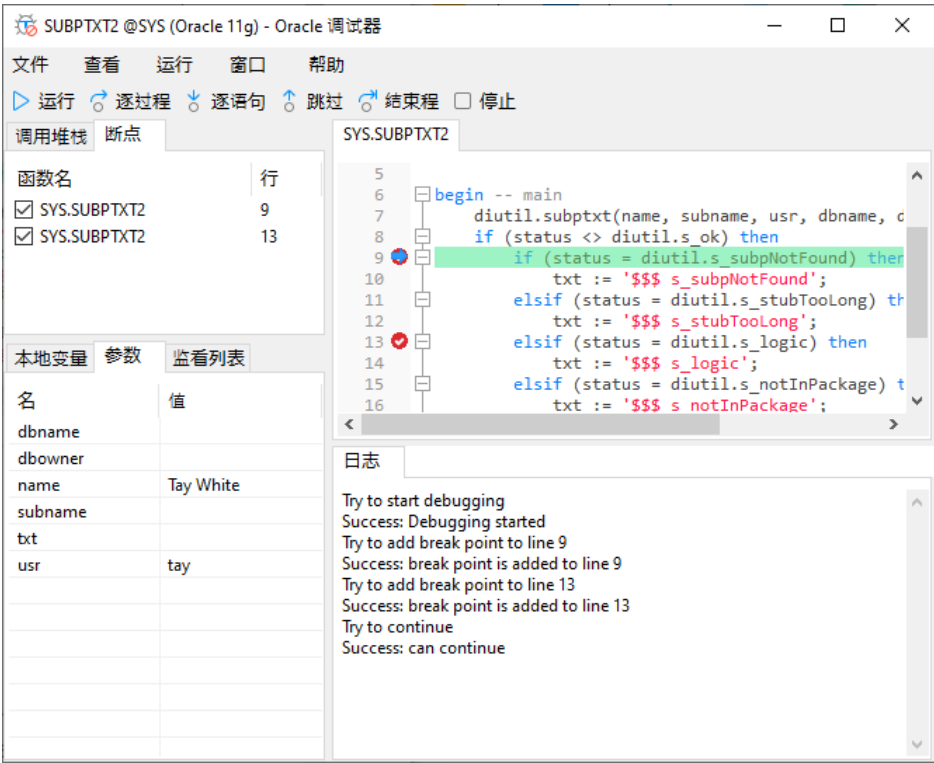 SUBPTXT2 @SYS (Oracle 11g) - Oracle 调试器
文件 查看 运行 窗口 帮助
运行 逐过程 逐语句 跳过 结束程 停止
调用堆栈 断点
函数名 行
SYS.SUBPTXT2 9
SYS.SUBPTXT2 13
本地变量 参数 监看列表
名 值
dbname
dbowner
name Tay White
subname
txt
usr tay
SYS.SUBPTXT2
5
6 begin -- main
7 diutil.subptxt(name, subname, usr, dbname, d
8 if (status <> diutil.s_ok) then
9 if (status = diutil.s_subpNotFound) then
10 txt := '$$$ s_subpNotFound';
11 elsif (status = diutil.s_stubTooLong) th
12 txt := '$$$ s_stubTooLong';
13 elsif (status = diutil.s_logic) then
14 txt := '$$$ s_logic';
15 elsif (status = diutil.s_notInPackage) t
16 txt := '$$$ s_notInPackage';
日志
Try to start debugging
Success: Debugging started
Try to add break point to line 9
Success: break point is added to line 9
Try to add break point to line 13
Success: break point is added to line 13
Try to continue
Success: can continue